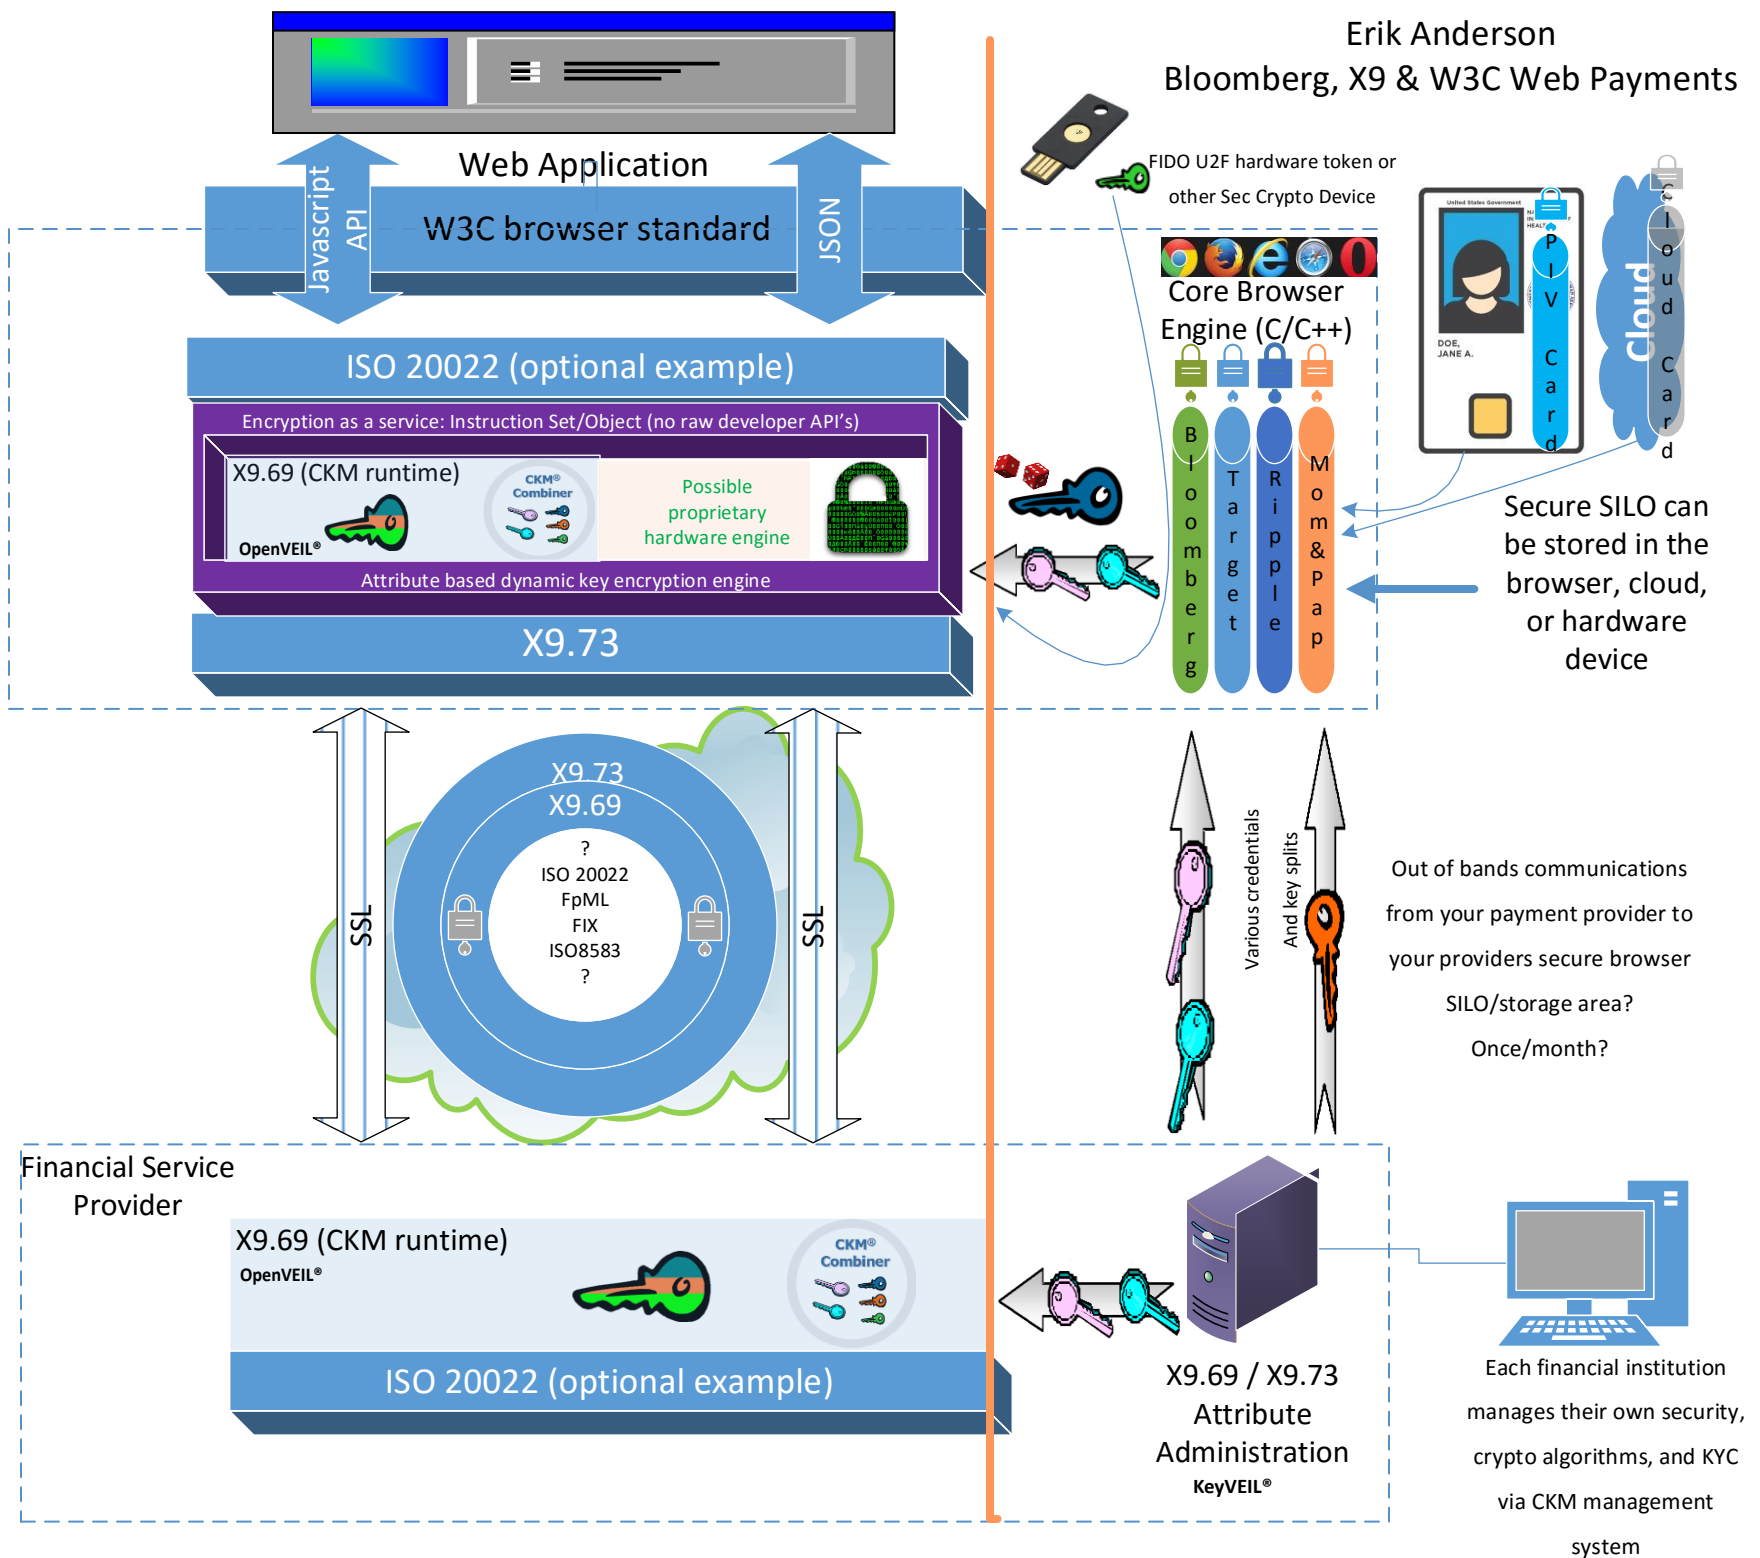 Erik Anderson
Bloomberg, X9 & W3C Web Payments
Web Application
Javascript
API
JSON
W3C browser standard
FIDO U2F hardware token or
other Sec Crypto Device
United States Government
DOE,
JANE A.
PIV Card
Cloud
Cloud Card
Core Browser
Engine (C/C++)
Bloomberg
Target
Ripple
Mom&Pap
ISO 20022 (optional example)
Encryption as a service: Instruction Set/Object (no raw developer API's)
X9.69 (CKM runtime)
OpenVEIL®
CKM®
Combiner
Possible
proprietary
hardware engine
Attribute based dynamic key encryption engine
X9.73
Secure SILO can
be stored in the
browser, cloud,
or hardware
device
SSL
SSL
X9.73
X9.69
?
ISO 20022
FpML
FIX
ISO8583
?
Various credentials
And key splits
Out of bands communications
from your payment provider to
your providers secure browser
SILO/storage area?
Once/month?
Financial Service
Provider
X9.69 (CKM runtime)
OpenVEIL®
CKM®
Combiner
ISO 20022 (optional example)
X9.69 / X9.73
Attribute
Administration
KeyVEIL®
Each financial institution
manages their own security,
crypto algorithms, and KYC
via CKM management
system